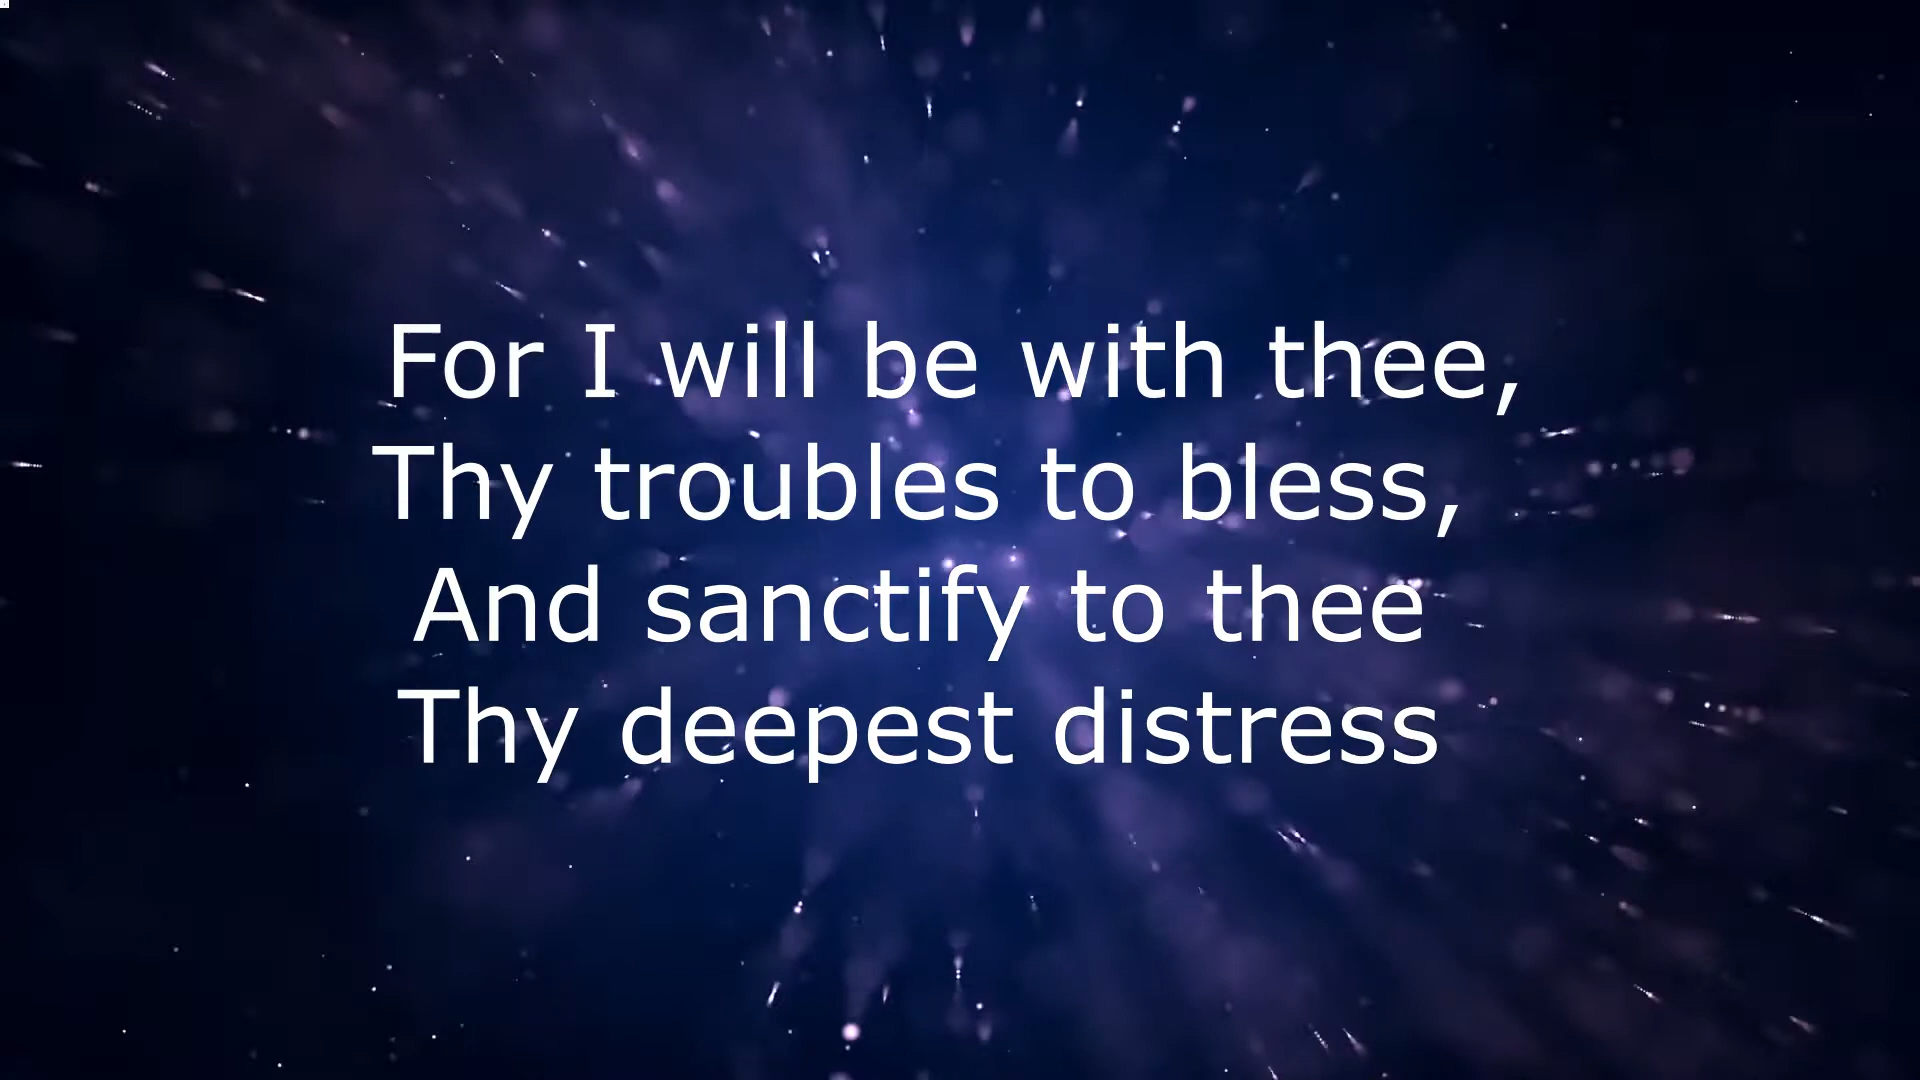 For I will be with thee,
Thy troubles to bless,
And sanctify to thee
Thy deepest distress